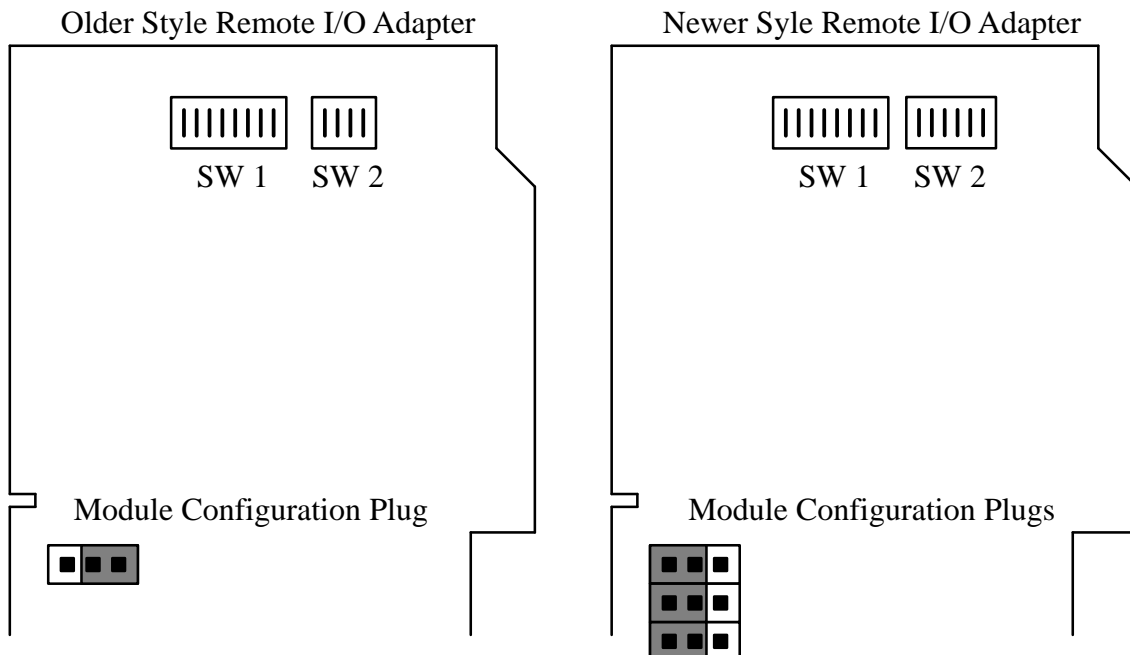 Older Style Remote I/O Adapter
Newer Syle Remote I/O Adapter
SW 1
SW 2
SW 1
SW 2
Module Configuration Plug
Module Configuration Plugs